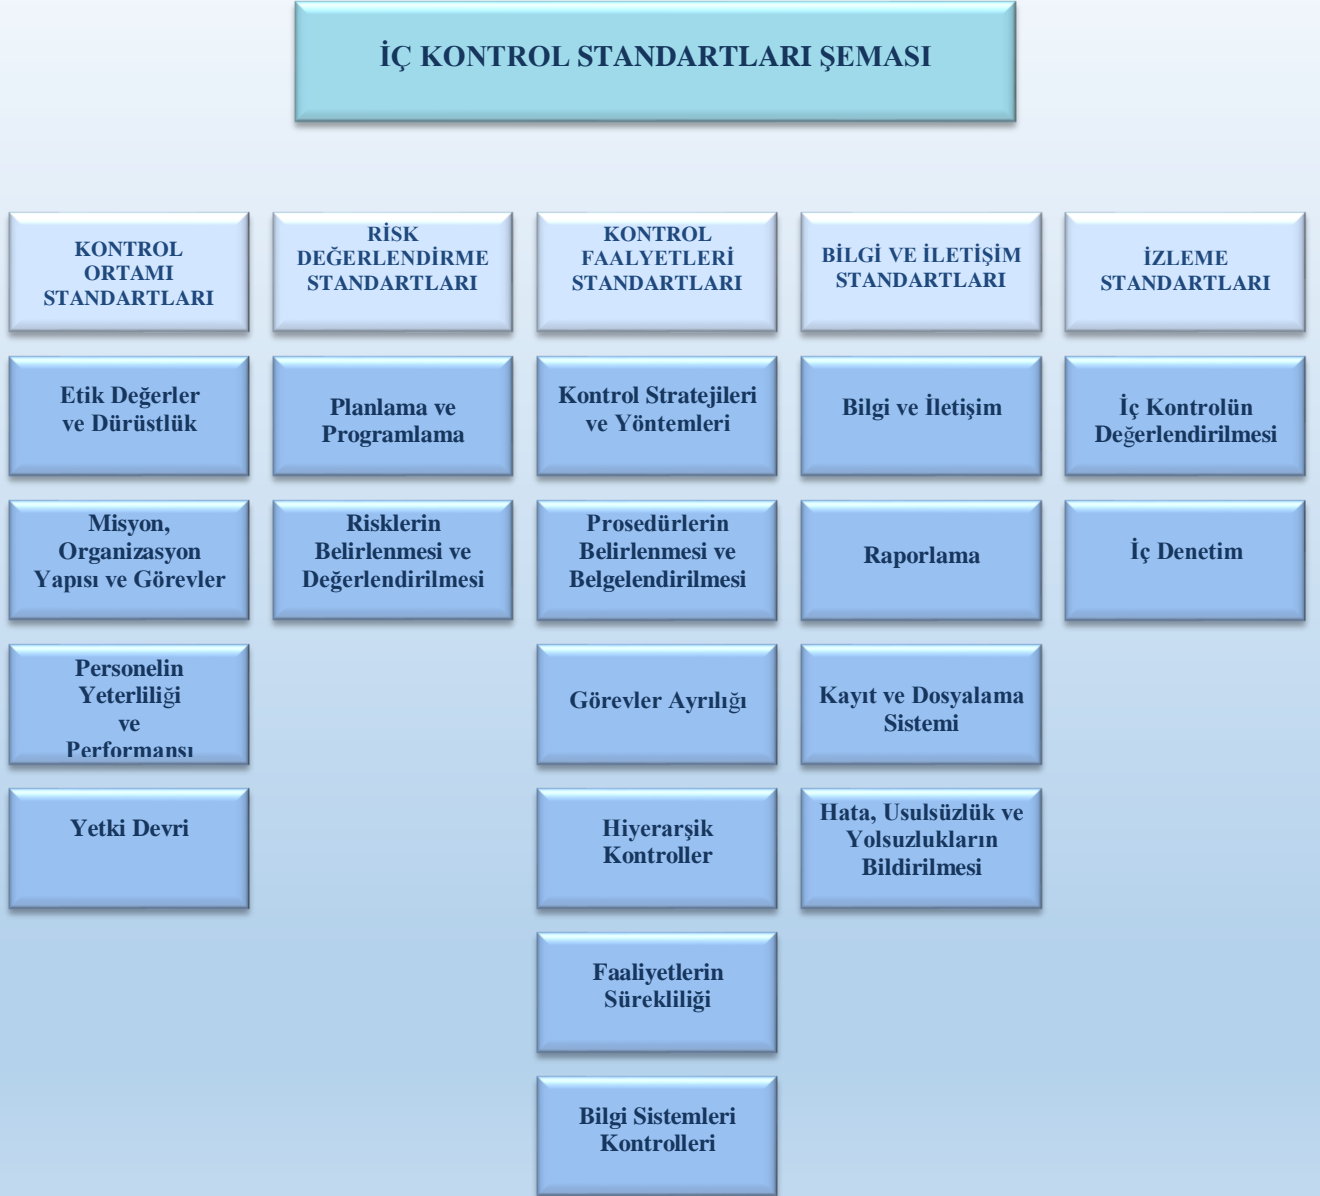 İÇ KONTROL STANDARTLARI ŞEMASI
KONTROL
ORTAMI
STANDARTLARI
Etik Değerler
ve Dürüstlük
Misyon,
Organizasyon
Yapısı ve Görevler
Personelin
Yeterliliği
ve
Performansı
Yetki Devri
RİSK
DEĞERLENDİRME
STANDARTLARI
Planlama ve
Programlama
Risklerin
Belirlenmesi ve
Değerlendirilmesi
KONTROL
FAALYETLERİ
STANDARTLARI
Kontrol Stratejileri
ve Yöntemleri
Prosedürlerin
Belirlenmesi ve
Belgelendirilmesi
Görevler Ayrılığı
Hiyerarşik
Kontroller
Faaliyetlerin
Sürekliliği
Bilgi Sistemleri
Kontrolleri
BİLGİ VE İLETİŞİM
STANDARTLARI
Bilgi ve İletişim
Raporlama
Kayıt ve Dosyalama
Sistemi
Hata, Usulsüzlük ve
Yolsuzlukların
Bildirilmesi
İZLEME
STANDARTLARI
İç Kontrolün
Değerlendirilmesi
İç Denetim